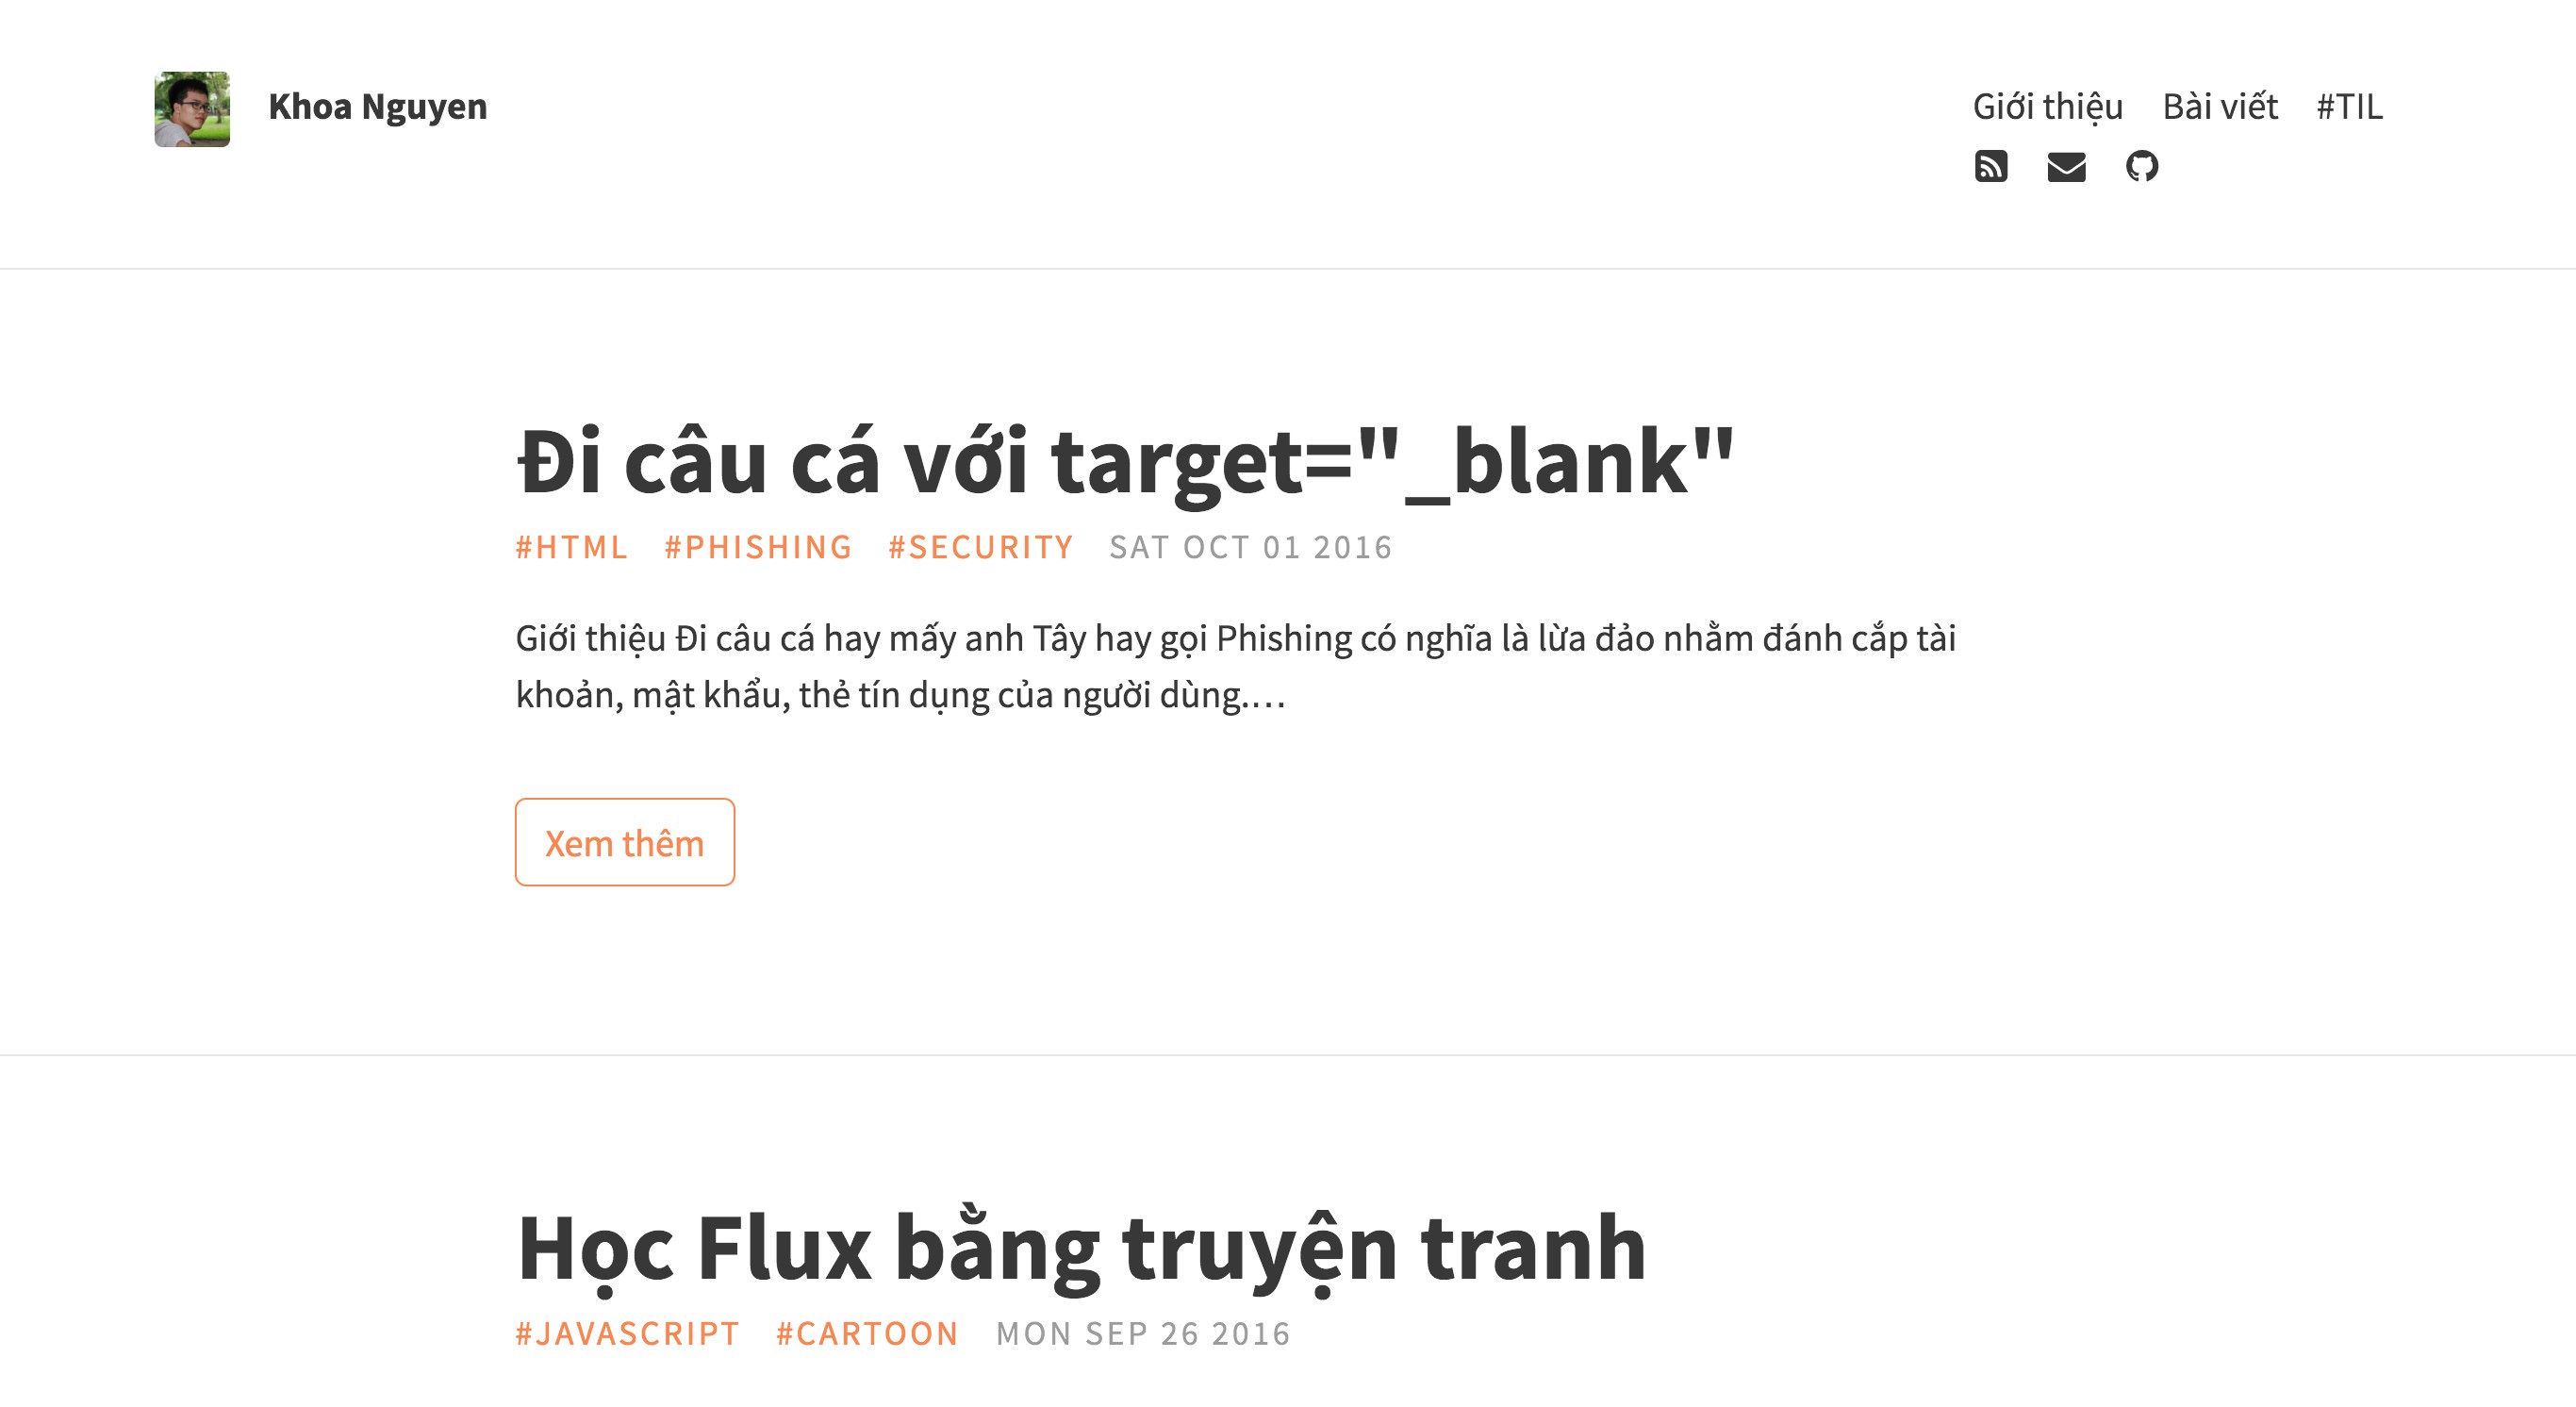 Khoa Nguyen
Giới thiệu Bài viết #TIL
Đi câu cá với target="_blank"
#HTML #PHISHING #SECURITY SAT OCT 01 2016
Giới thiệu Đi câu cá hay mấy anh Tây hay gọi Phishing có nghĩa là lừa đảo nhằm đánh cắp tài
khoản, mật khẩu, thẻ tín dụng của người dùng.…
Xem thêm
Học Flux bằng truyện tranh
#JAVASCRIPT #CARTOON MON SEP 26 2016